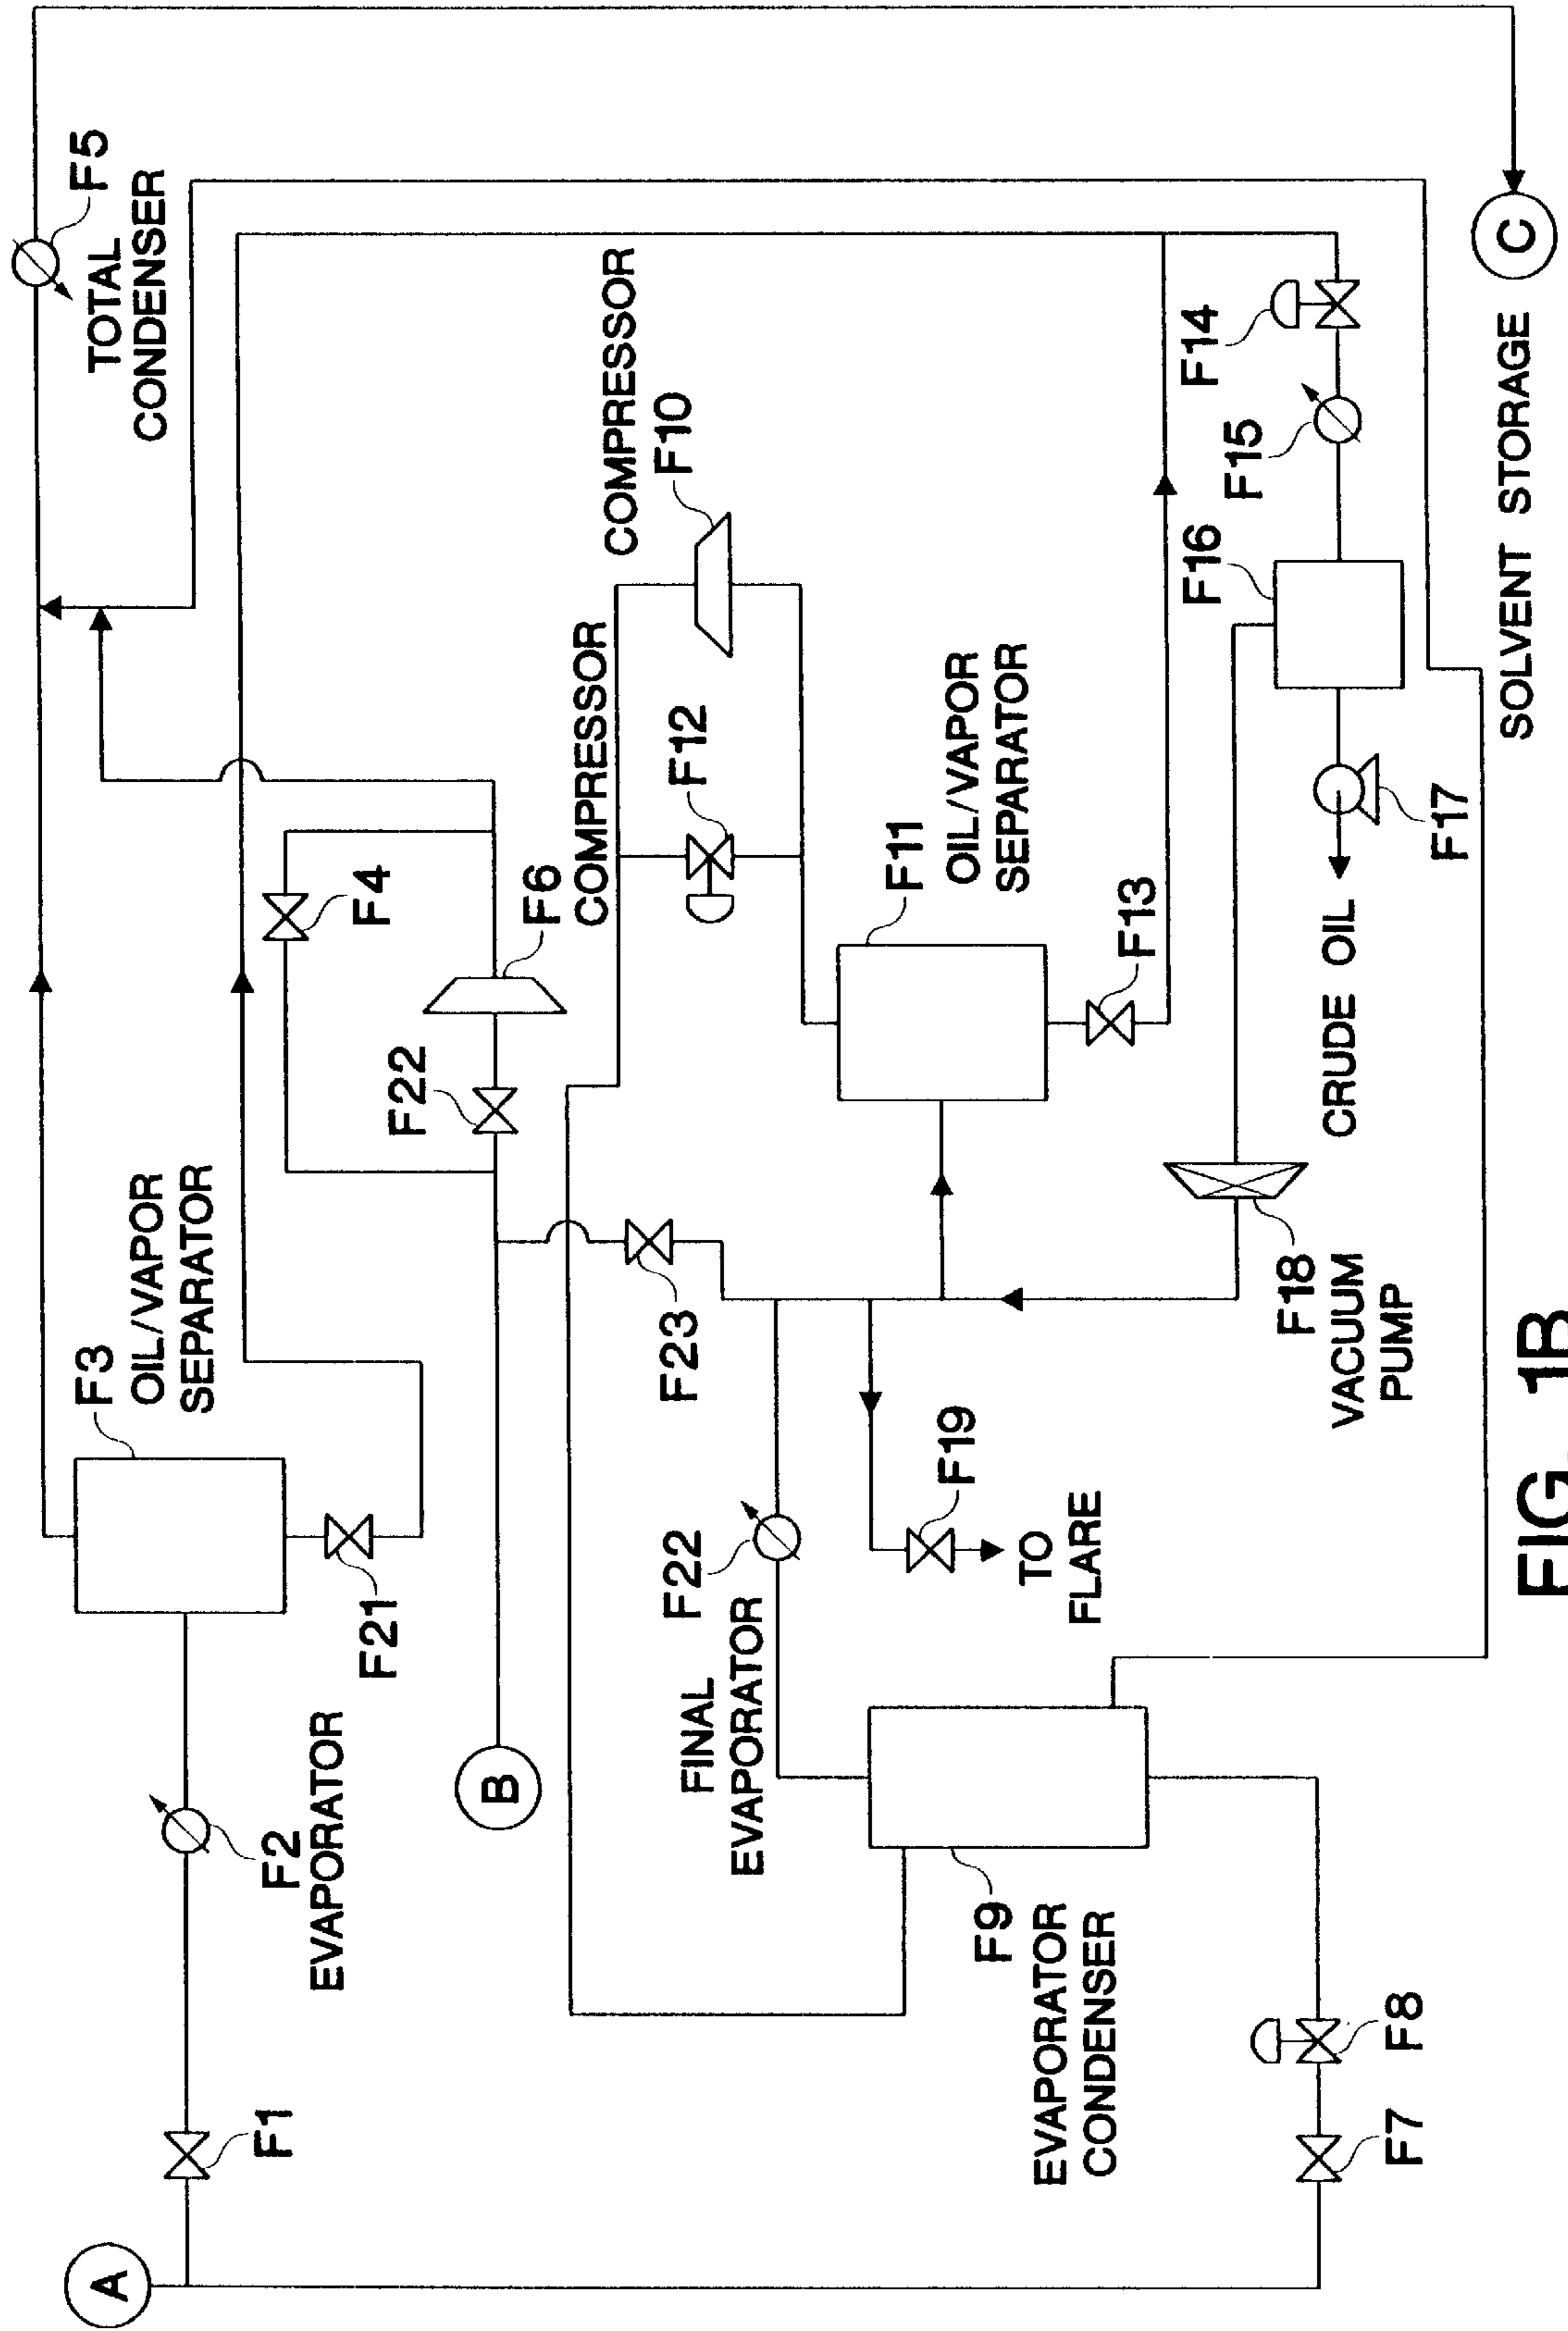 A
F1
F2
EVAPORATOR
F21
F3
OIL/VAPOR
SEPARATOR
F5
TOTAL
CONDENSER
B
F22
F4
F6
COMPRESSOR
COMPRESSOR
F10
F12
F23
F22
FINAL
EVAPORATOR
F9
EVAPORATOR
CONDENSER
F7
F8
F19
TO
FLARE
F11
OIL/VAPOR
SEPARATOR
F13
F18
VACUUM
PUMP
F14
F15
F16
F17
CRUDE OIL
SOLVENT STORAGE
C
FIG. 1B